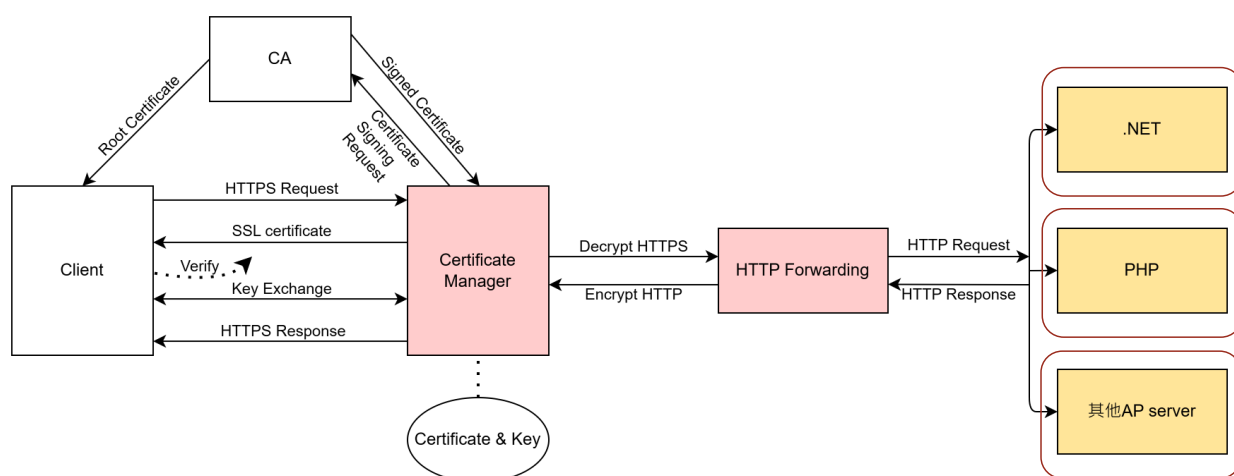 CA
Root Certificate
Signed Certificate
Certificate
Signing
Request
Client
HTTPS Request
SSL certificate
Verify
Key Exchange
HTTPS Response
Certificate
Manager
Certificate & Key
Decrypt HTTPS
Encrypt HTTP
HTTP Forwarding
HTTP Request
HTTP Response
.NET
PHP
其他AP server